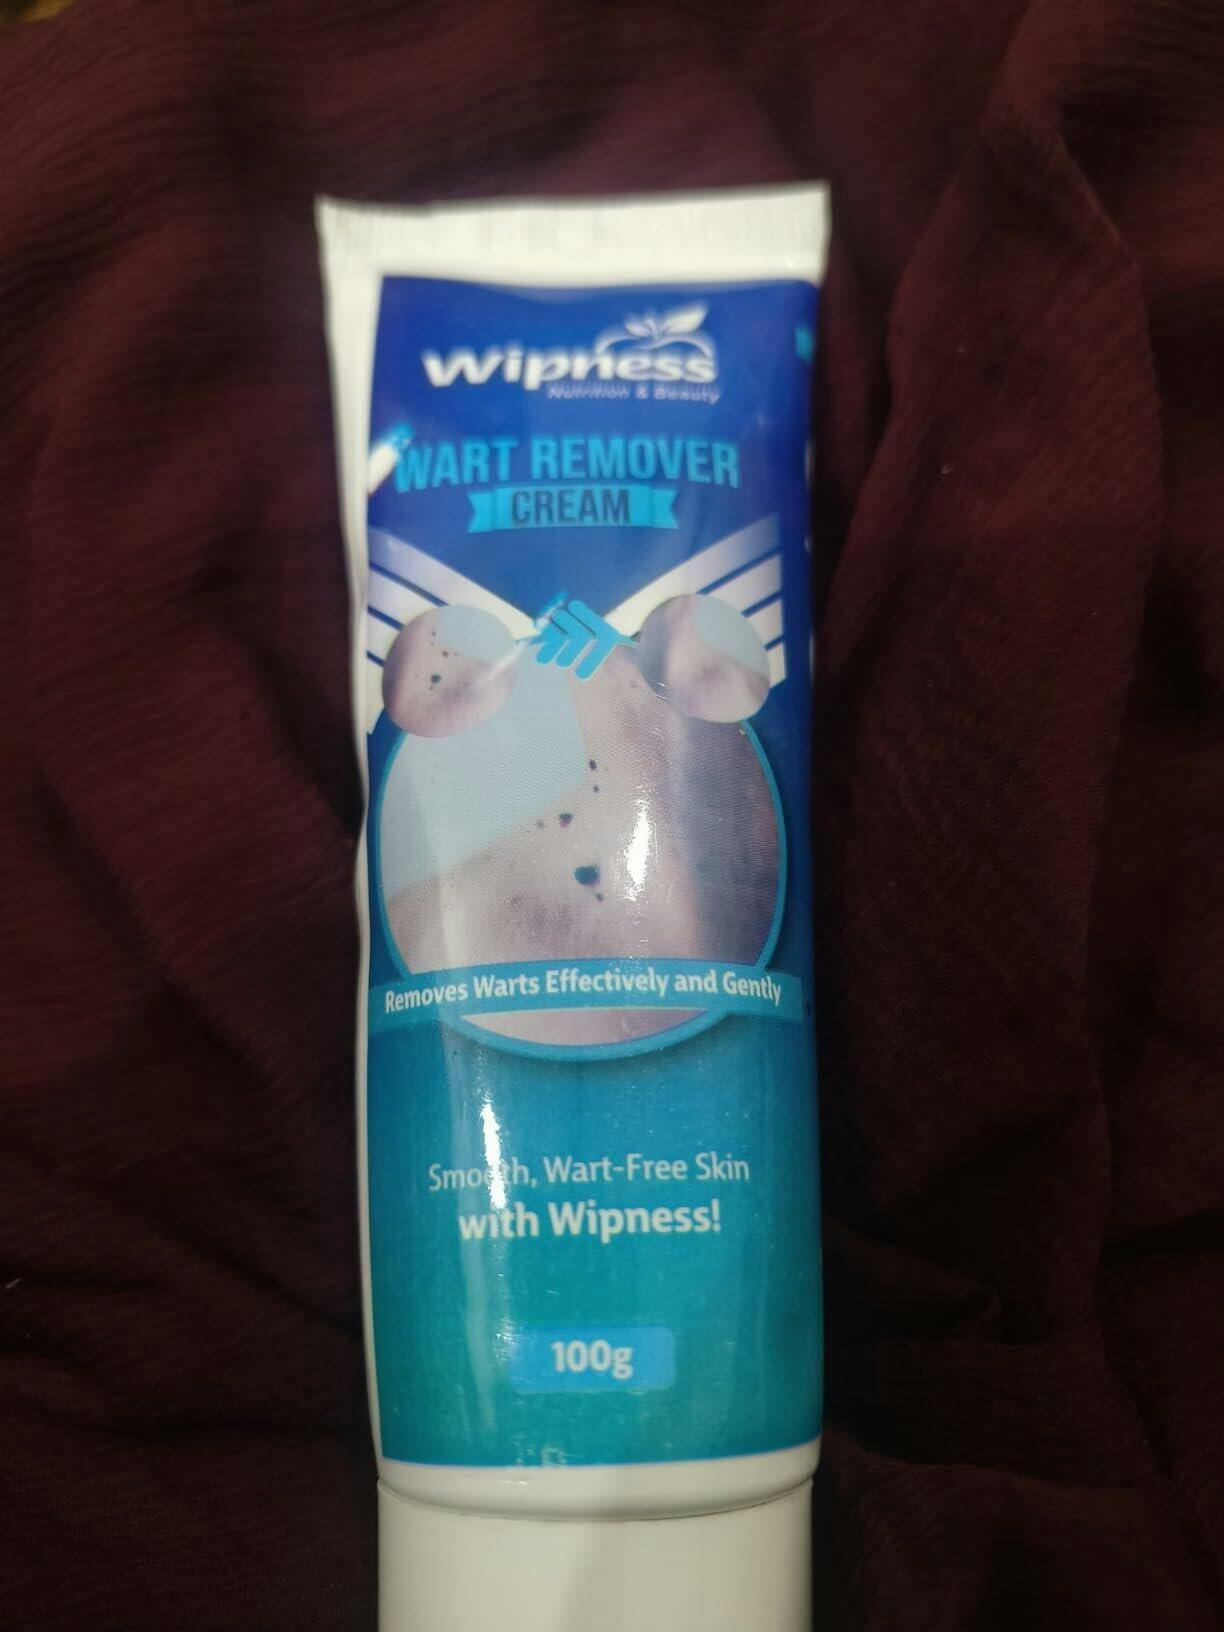 Wipness
Nutrition & Beauty
WART REMOVER
CREAM
Removes Warts Effectively and Gently
Smooth, Wart-Free Skin
with Wipness!
100g